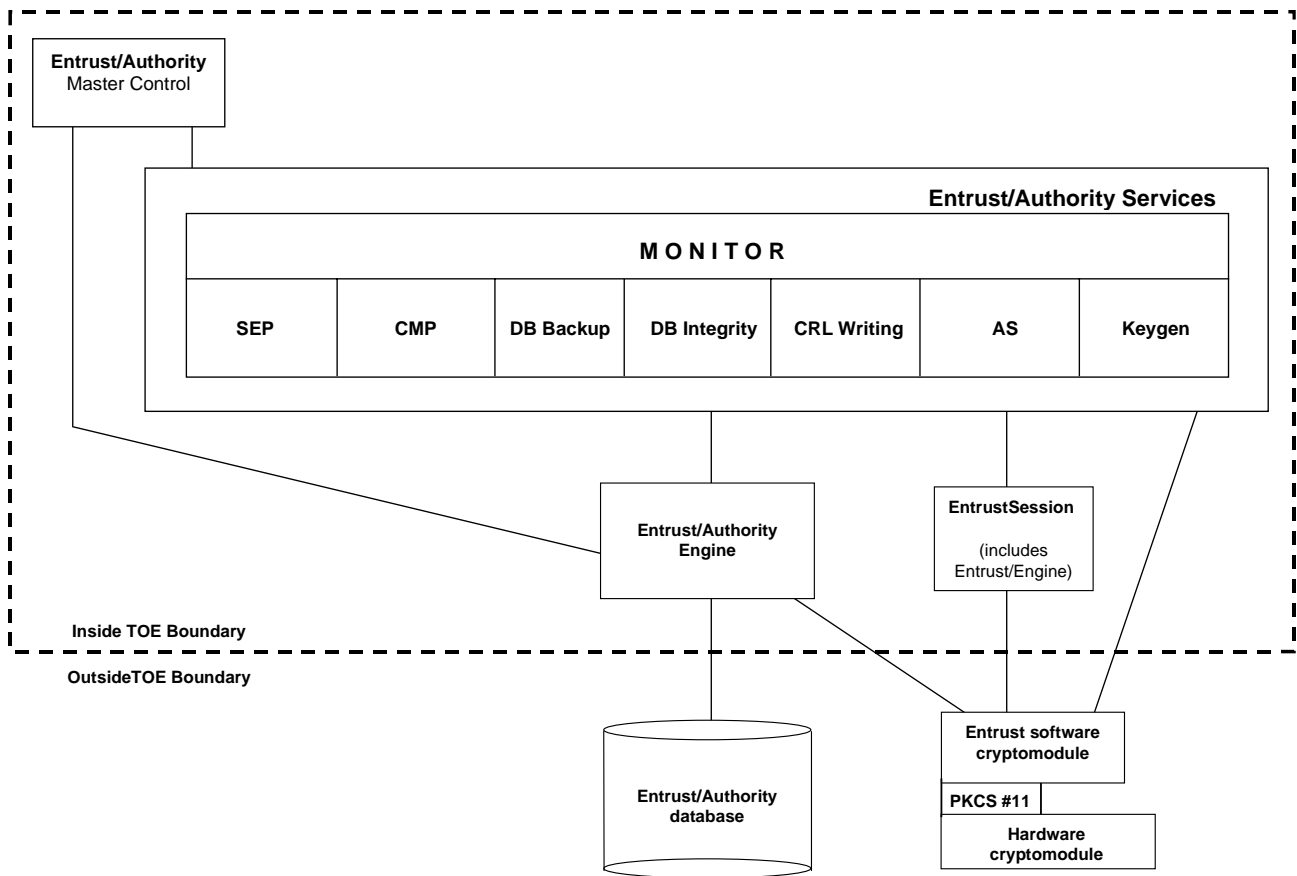 Entrust/Authority
Master Control
Entrust/Authority Services
M O N I T O R
SEP
CMP
DB Backup
DB Integrity
CRL Writing
AS
Keygen
Entrust/Authority
Engine
EntrustSession
(includes
Entrust/Engine)
Inside TOE Boundary
OutsideTOE Boundary
Entrust/Authority
database
Entrust software
cryptomodule
PKCS #11
Hardware
cryptomodule